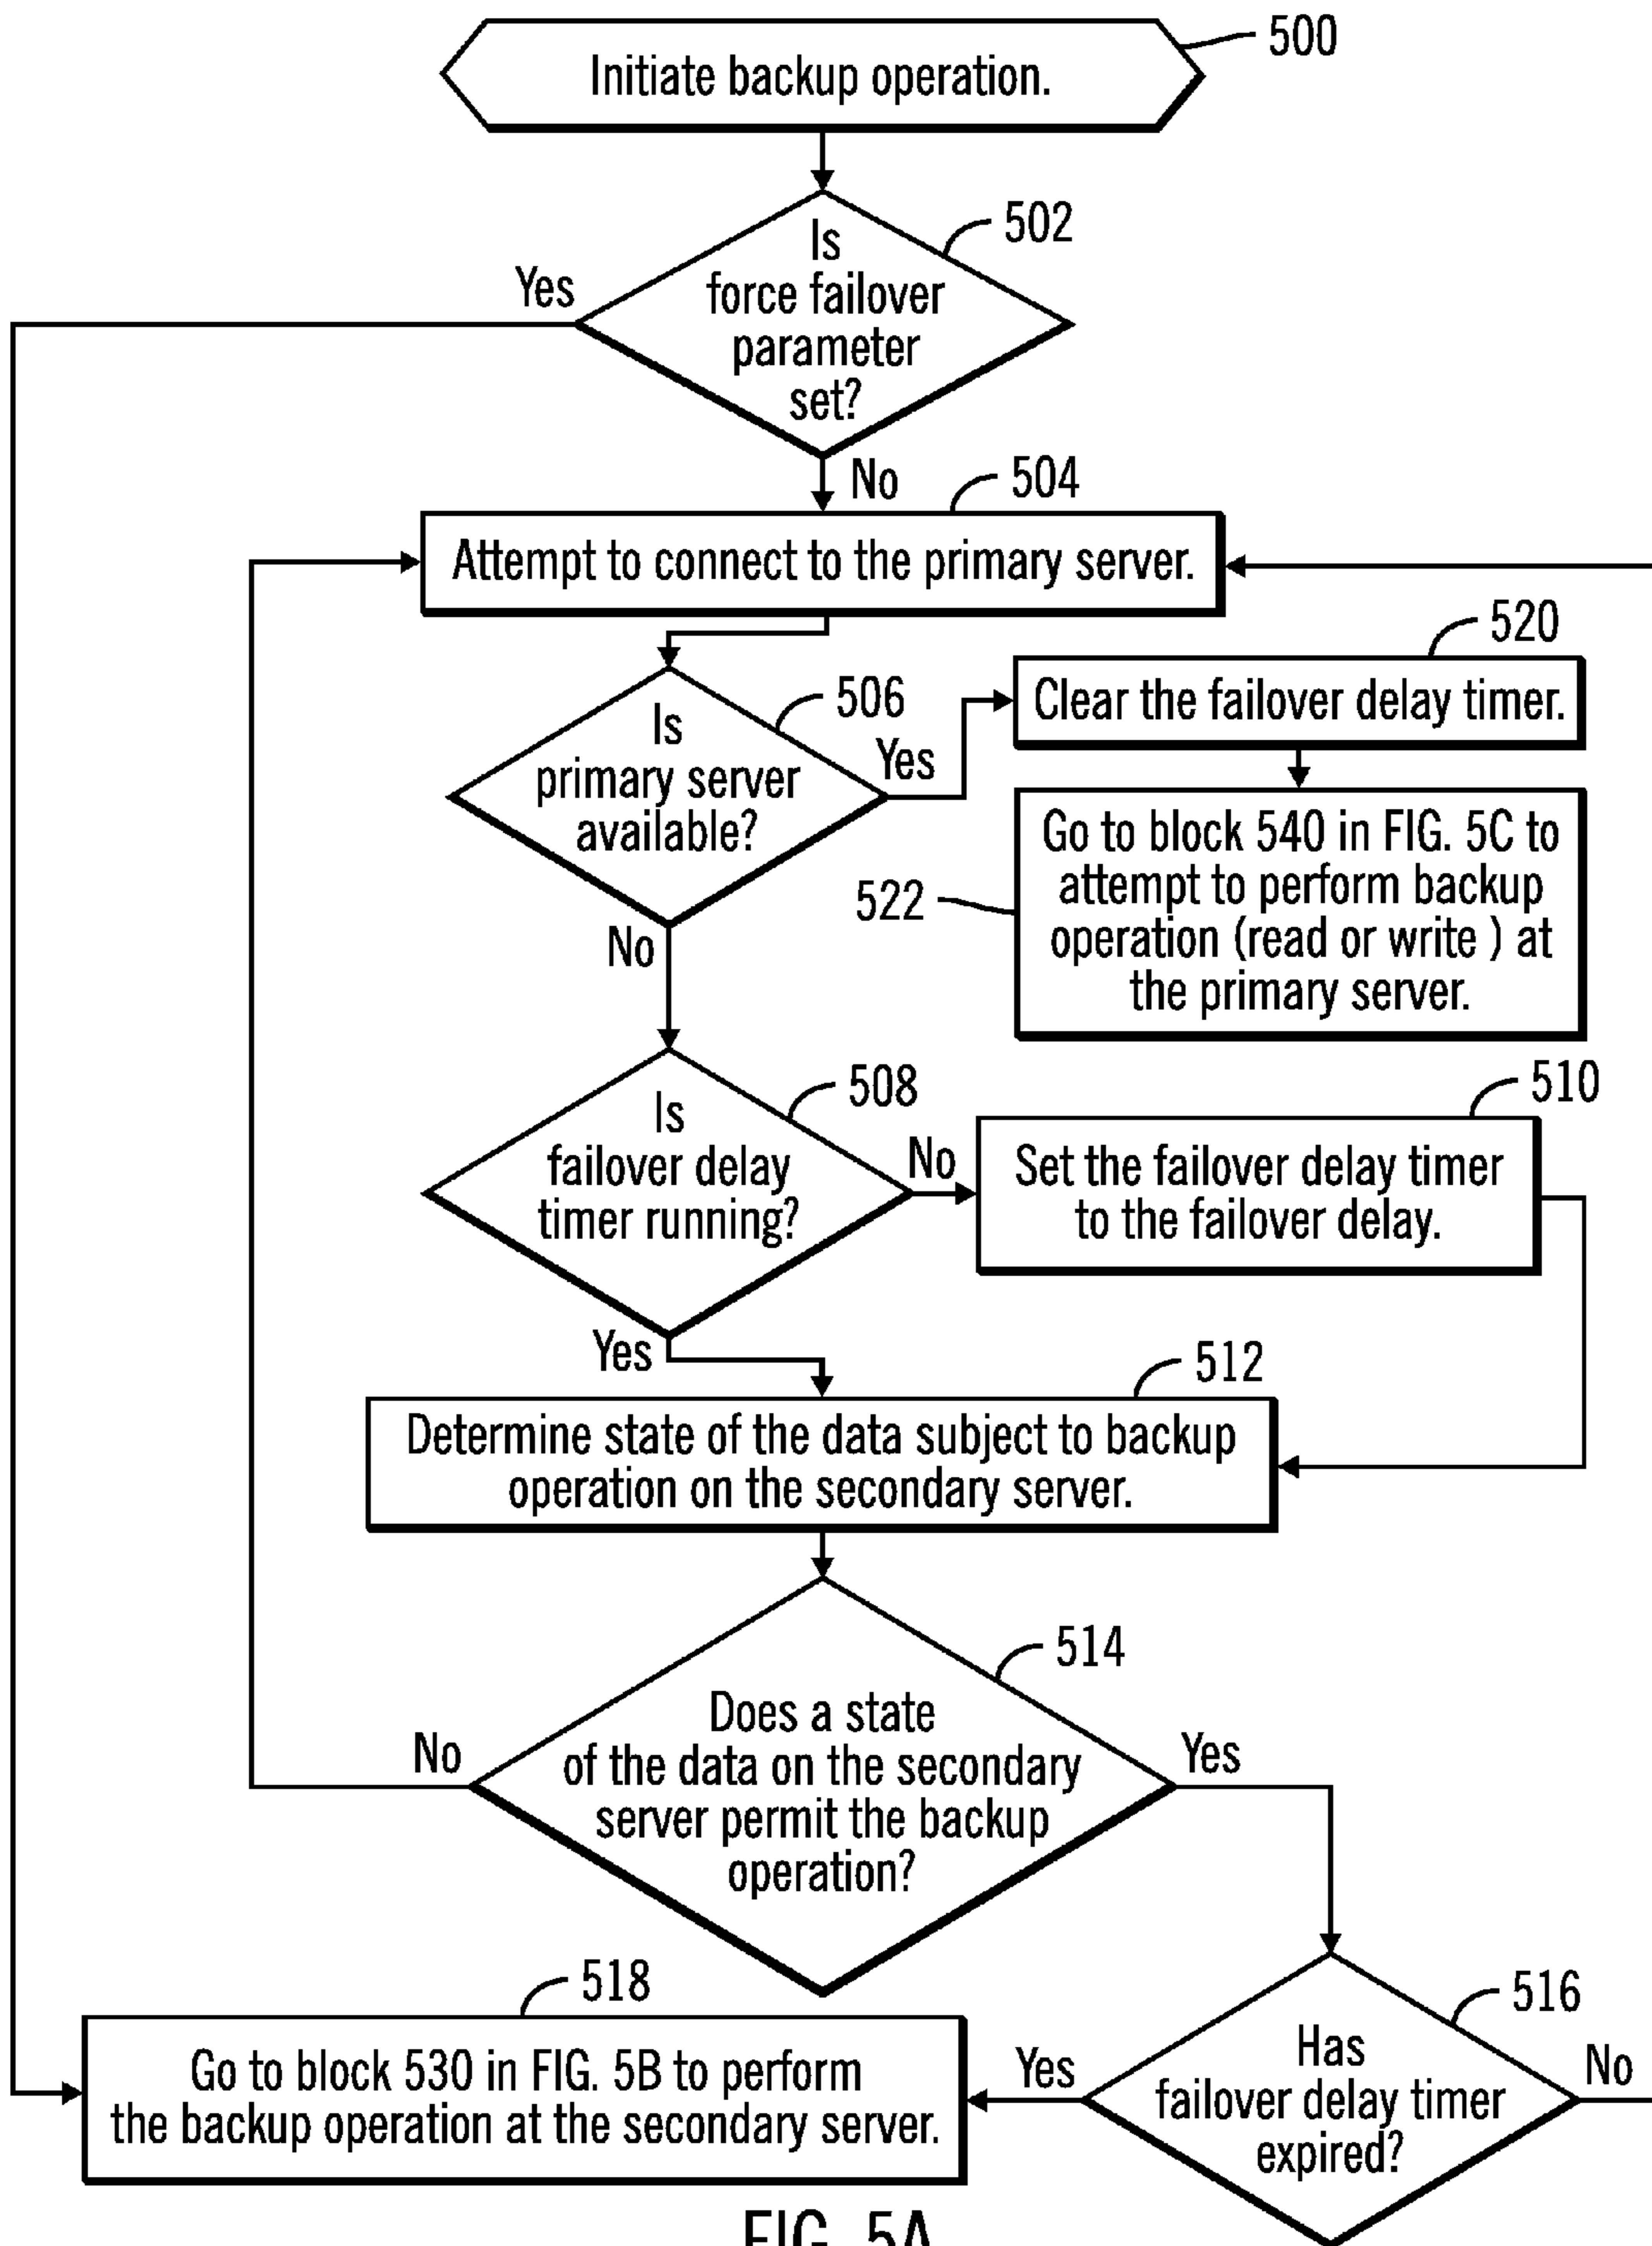 500
Initiate backup operation.
502
Is
force failover
parameter
set?
Yes
No
504
Attempt to connect to the primary server.
520
Clear the failover delay timer.
506
Is
primary server
available?
Yes
No
522
Go to block 540 in FIG. 5C to
attempt to perform backup
operation (read or write ) at
the primary server.
508
Is
failover delay
timer running?
No
Yes
510
Set the failover delay timer
to the failover delay.
512
Determine state of the data subject to backup
operation on the secondary server.
514
Does a state
of the data on the secondary
server permit the backup
operation?
No
Yes
516
Has
failover delay timer
expired?
Yes
No
518
Go to block 530 in FIG. 5B to perform
the backup operation at the secondary server.
FIG. 5A